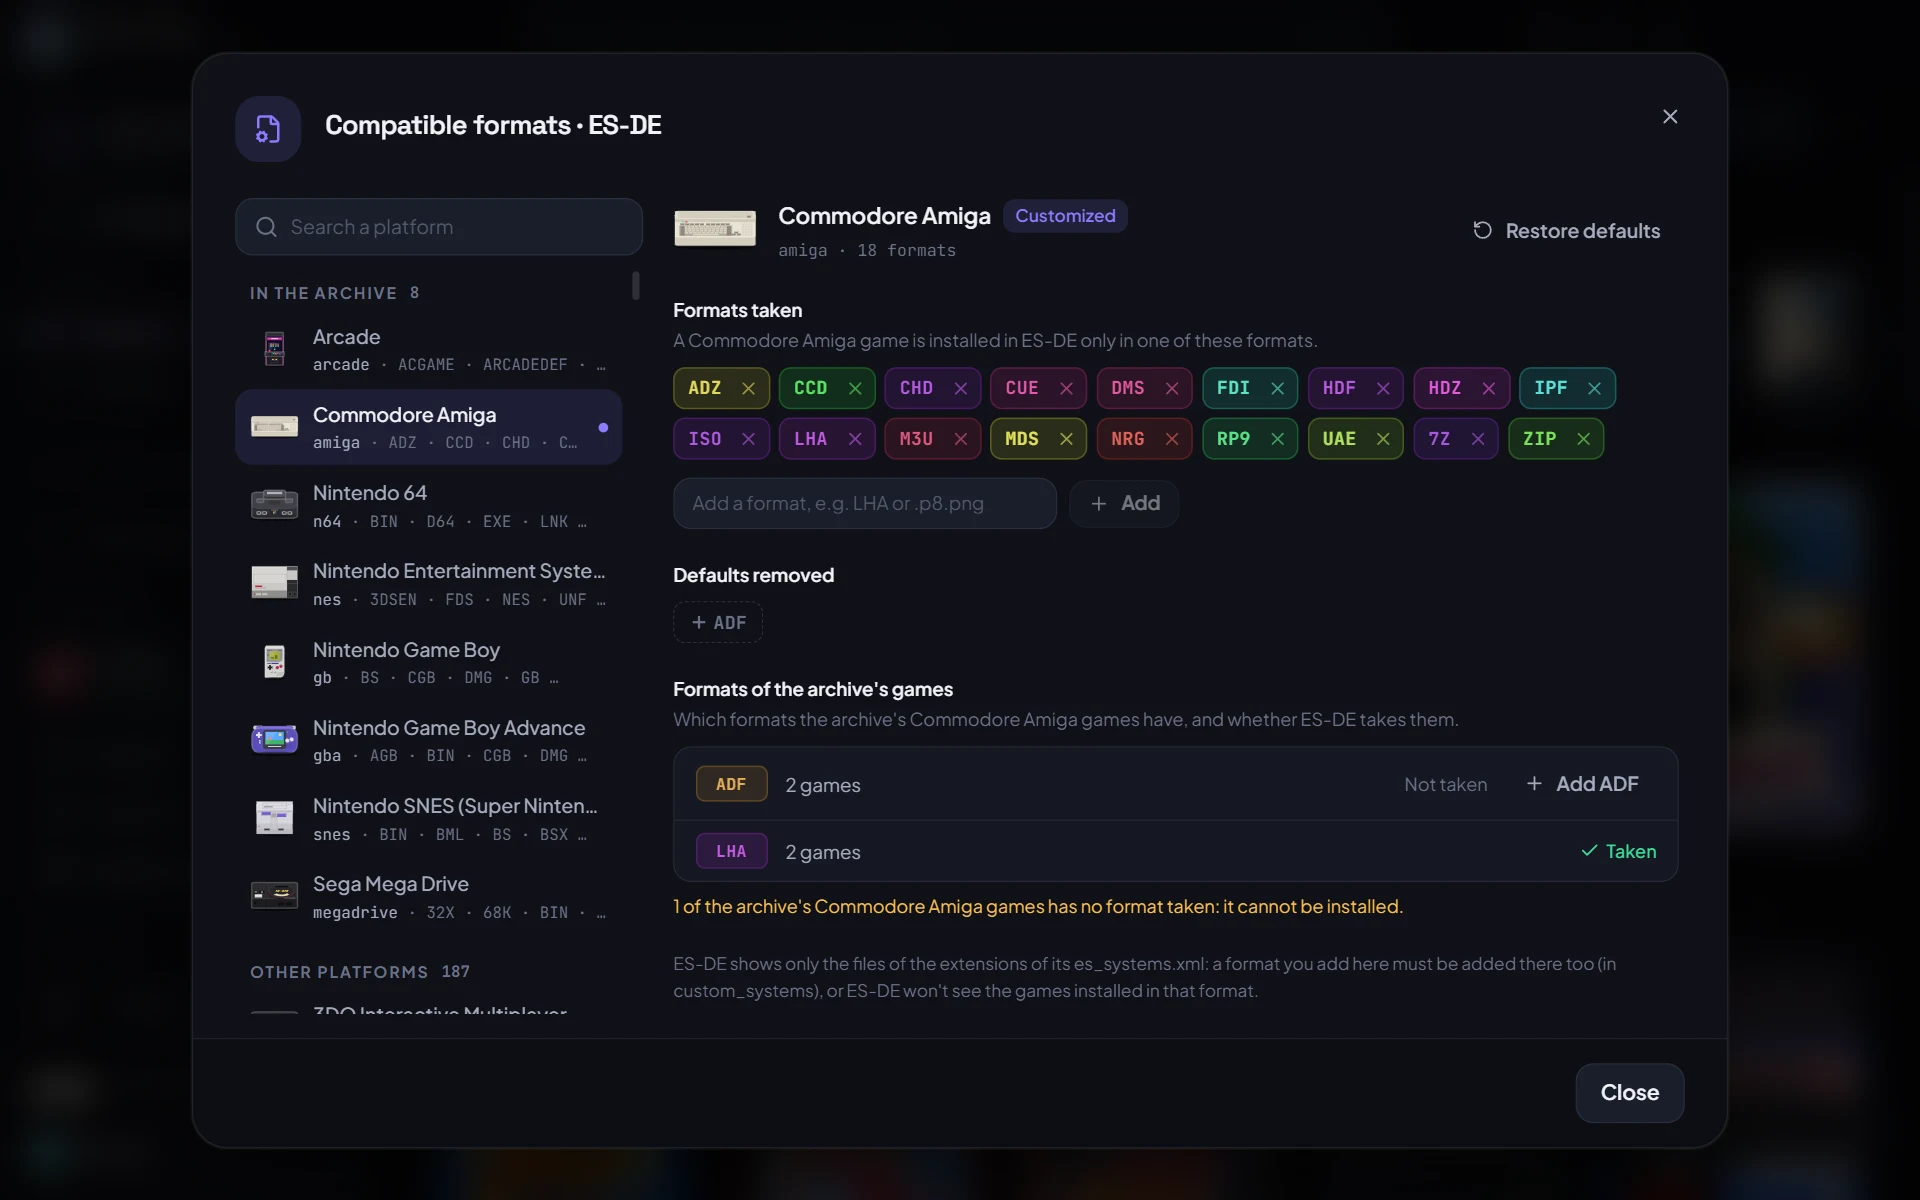 Compatible formats · ES-DE
Search a platform
IN THE ARCHIVE 8
Arcade
arcade · ACGAME · ARCADEDEF · …
Commodore Amiga
amiga · ADZ · CCD · CHD · C…
Nintendo 64
n64 · BIN · D64 · EXE · LNK …
Nintendo Entertainment Syste…
nes · 3DSEN · FDS · NES · UNF …
Nintendo Game Boy
gb · BS · CGB · DMG · GB …
Nintendo Game Boy Advance
gba · AGB · BIN · CGB · DMG …
Nintendo SNES (Super Ninten…
snes · BIN · BML · BS · BSX …
Sega Mega Drive
megadrive · 32X · 68K · BIN · …
OTHER PLATFORMS 187
3DO Interactive Multiplayer
Commodore Amiga Customized
amiga · 18 formats
Restore defaults
Formats taken
A Commodore Amiga game is installed in ES-DE only in one of these formats.
ADZ CCD CHD CUE DMS FDI HDF HDZ IPF
ISO LHA M3U MDS NRG RP9 UAE 7Z ZIP
Add a format, e.g. LHA or .p8.png
+ Add
Defaults removed
+ ADF
Formats of the archive's games
Which formats the archive's Commodore Amiga games have, and whether ES-DE takes them.
ADF 2 games Not taken + Add ADF
LHA 2 games Taken
1 of the archive's Commodore Amiga games has no format taken: it cannot be installed.
ES-DE shows only the files of the extensions of its es_systems.xml: a format you add here must be added there too (in
custom_systems), or ES-DE won't see the games installed in that format.
Close